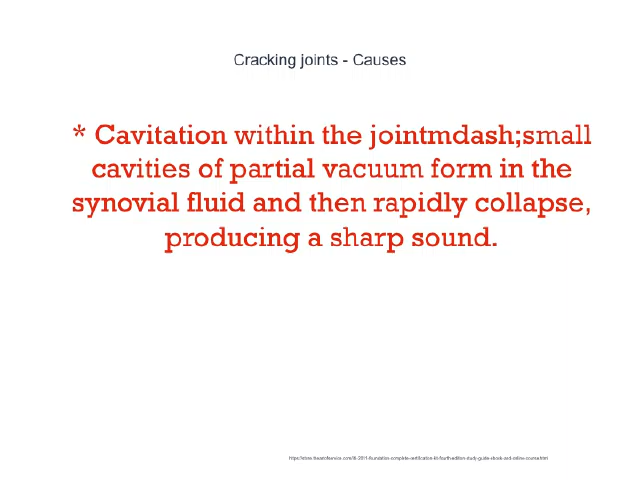 Cracking joints - Causes
* Cavitation within the jointmdash;small
cavities of partial vacuum form in the
synovial fluid and then rapidly collapse,
producing a sharp sound.